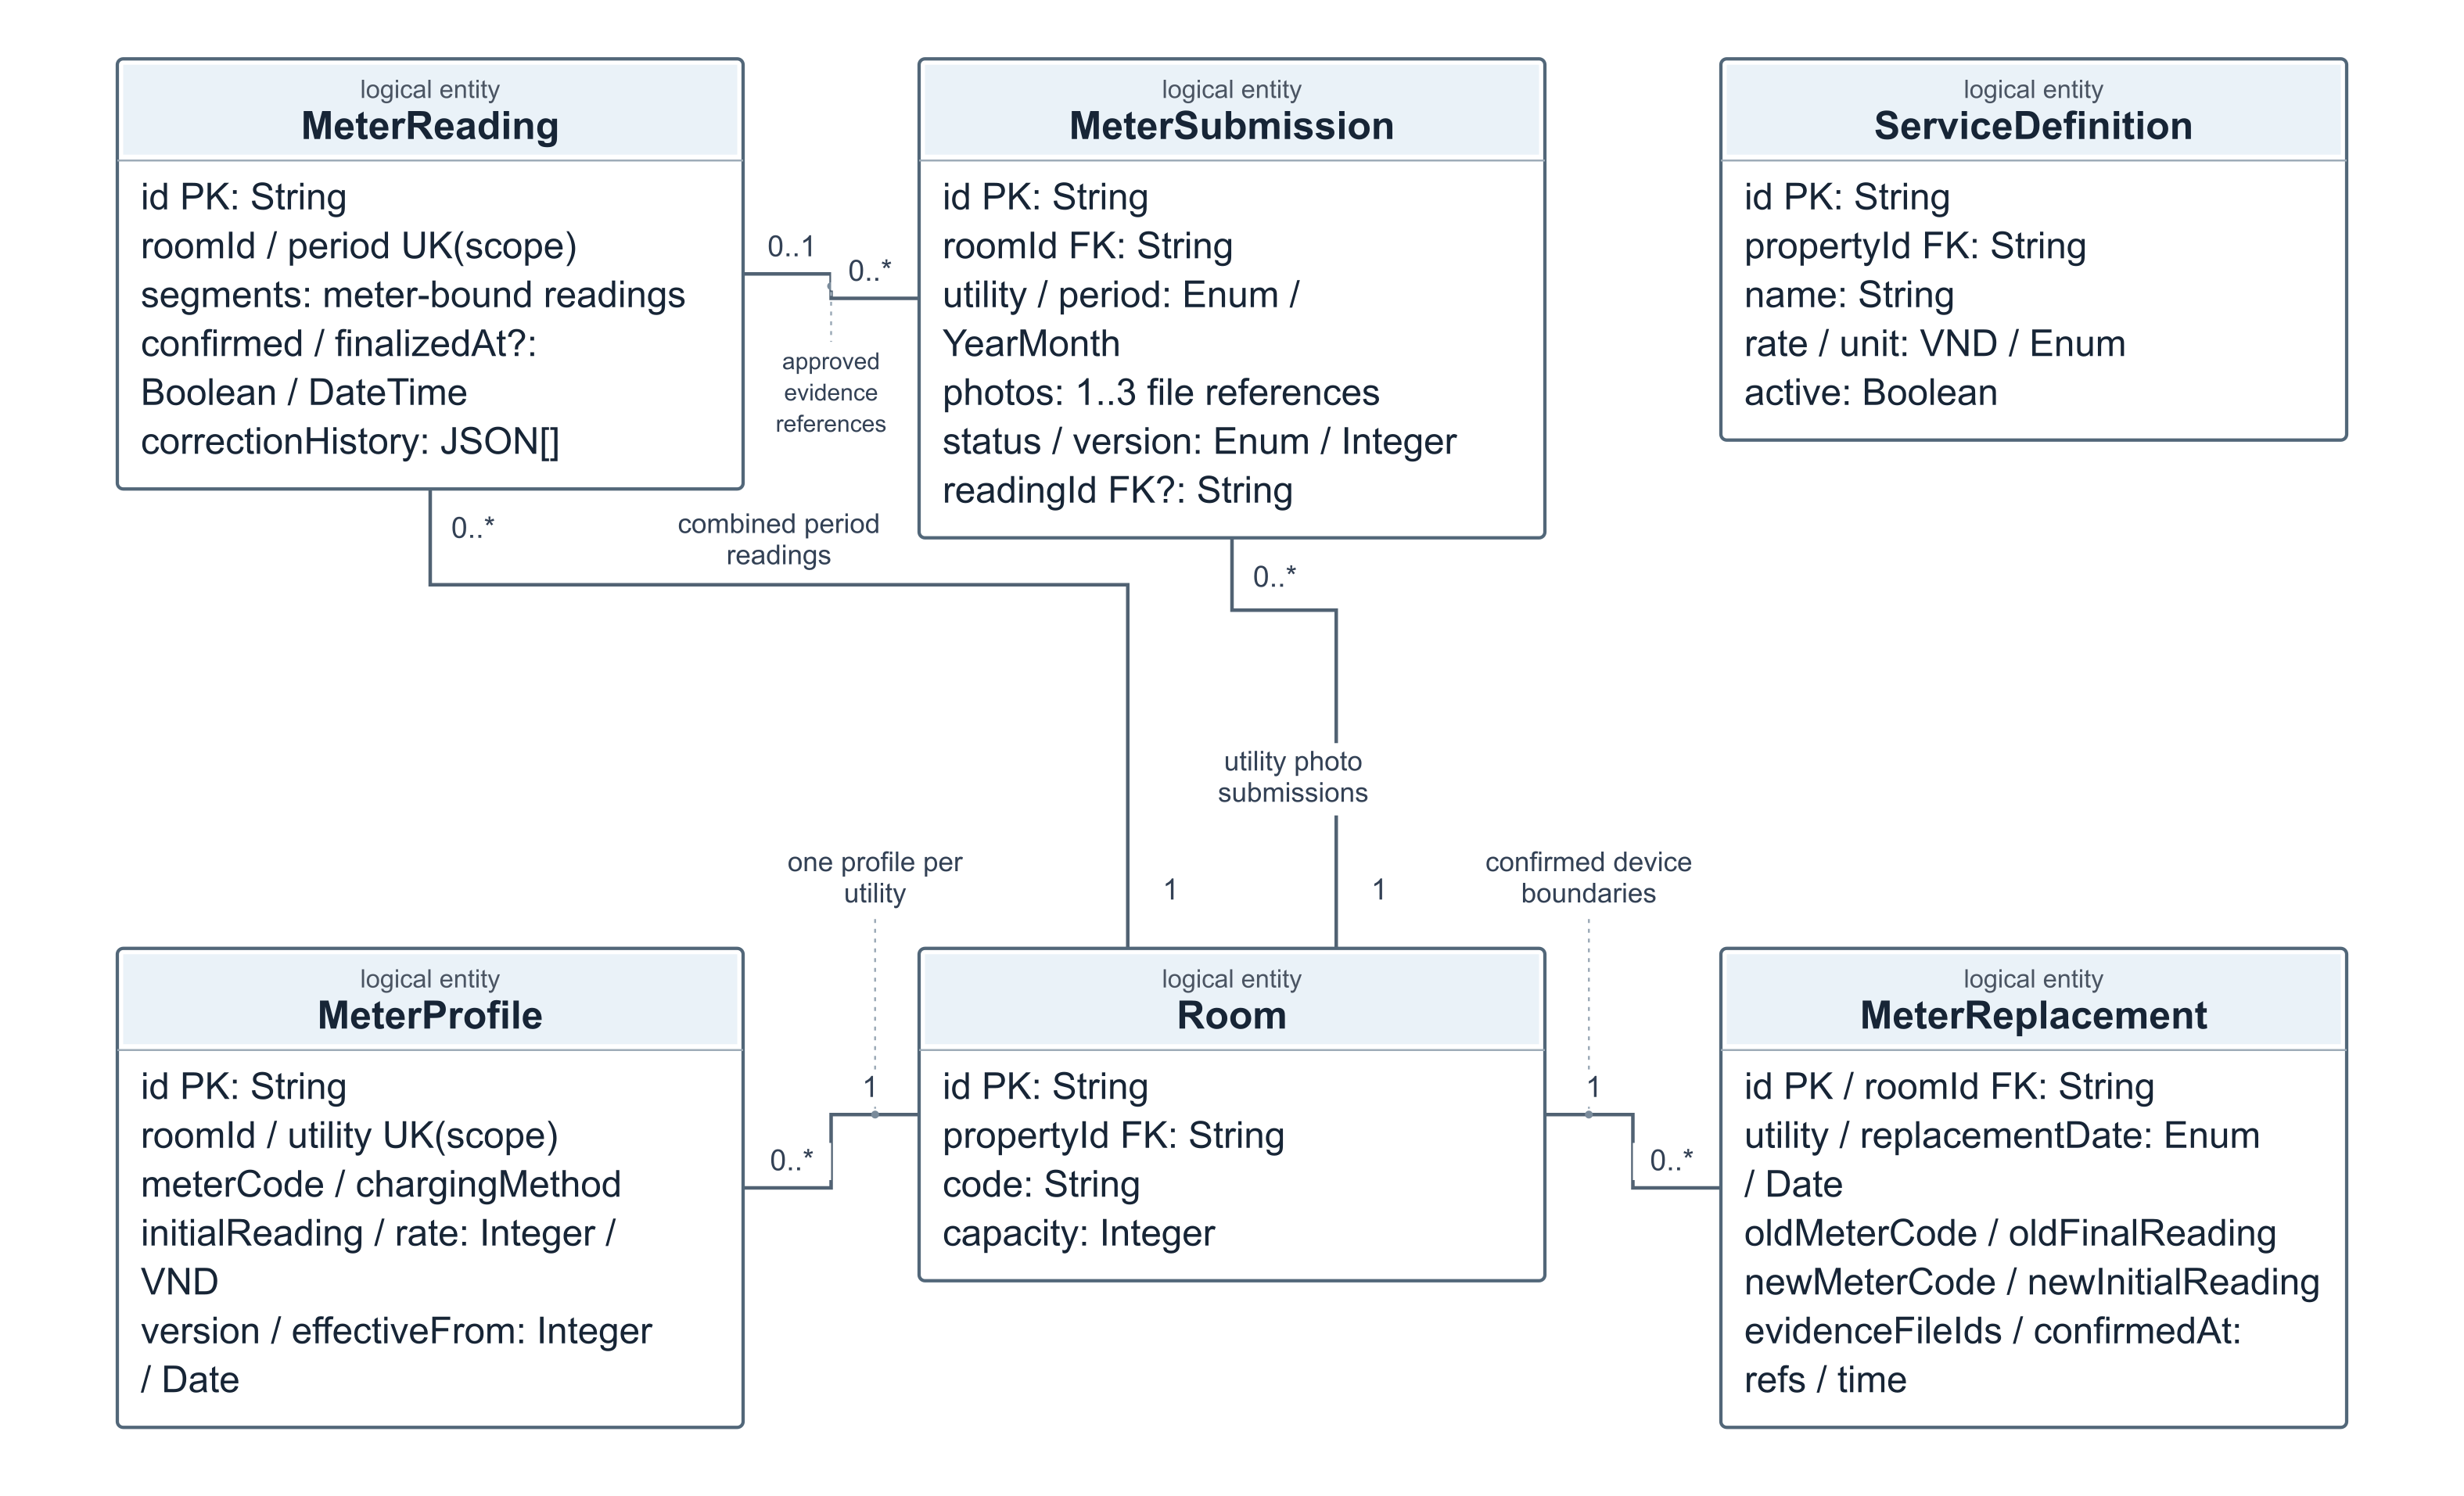 logical entity
MeterReading
id PK: String
roomId / period UK(scope)
segments: meter-bound readings
confirmed / finalizedAt?:
Boolean / DateTime
correctionHistory: JSON[]
0..1
0..*
approved
evidence
references
logical entity
MeterSubmission
id PK: String
roomId FK: String
utility / period: Enum /
YearMonth
photos: 1..3 file references
status / version: Enum / Integer
readingId FK?: String
logical entity
ServiceDefinition
id PK: String
propertyId FK: String
name: String
rate / unit: VND / Enum
active: Boolean
0..*
combined period
readings
0..*
utility photo
submissions
one profile per
utility
1
1
confirmed device
boundaries
logical entity
MeterProfile
id PK: String
roomId / utility UK(scope)
meterCode / chargingMethod
initialReading / rate: Integer /
VND
version / effectiveFrom: Integer
/ Date
1
0..*
logical entity
Room
id PK: String
propertyId FK: String
code: String
capacity: Integer
1
0..*
logical entity
MeterReplacement
id PK / roomId FK: String
utility / replacementDate: Enum
/ Date
oldMeterCode / oldFinalReading
newMeterCode / newInitialReading
evidenceFileIds / confirmedAt:
refs / time